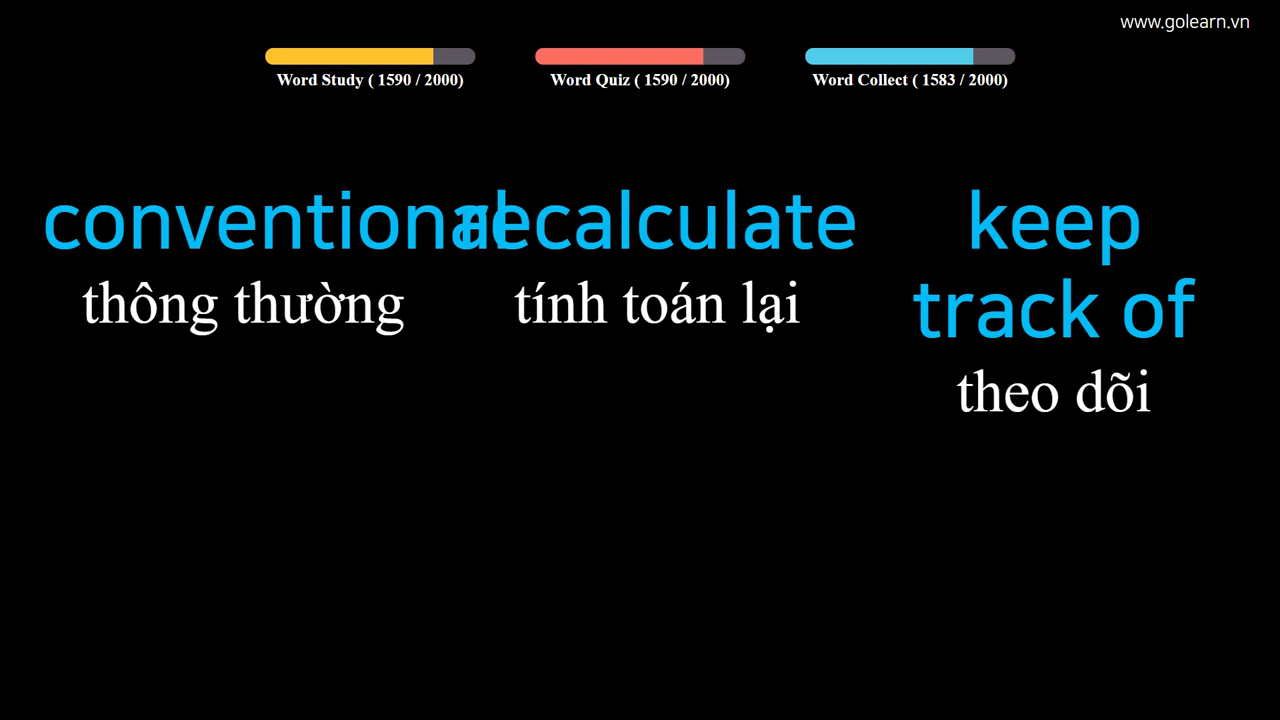 www.golearn.vn
Word Study ( 1590 / 2000)
Word Quiz ( 1590 / 2000)
Word Collect ( 1583 / 2000)
conventional
thông thường
recalculate
tính toán lại
keep
track of
theo dõi